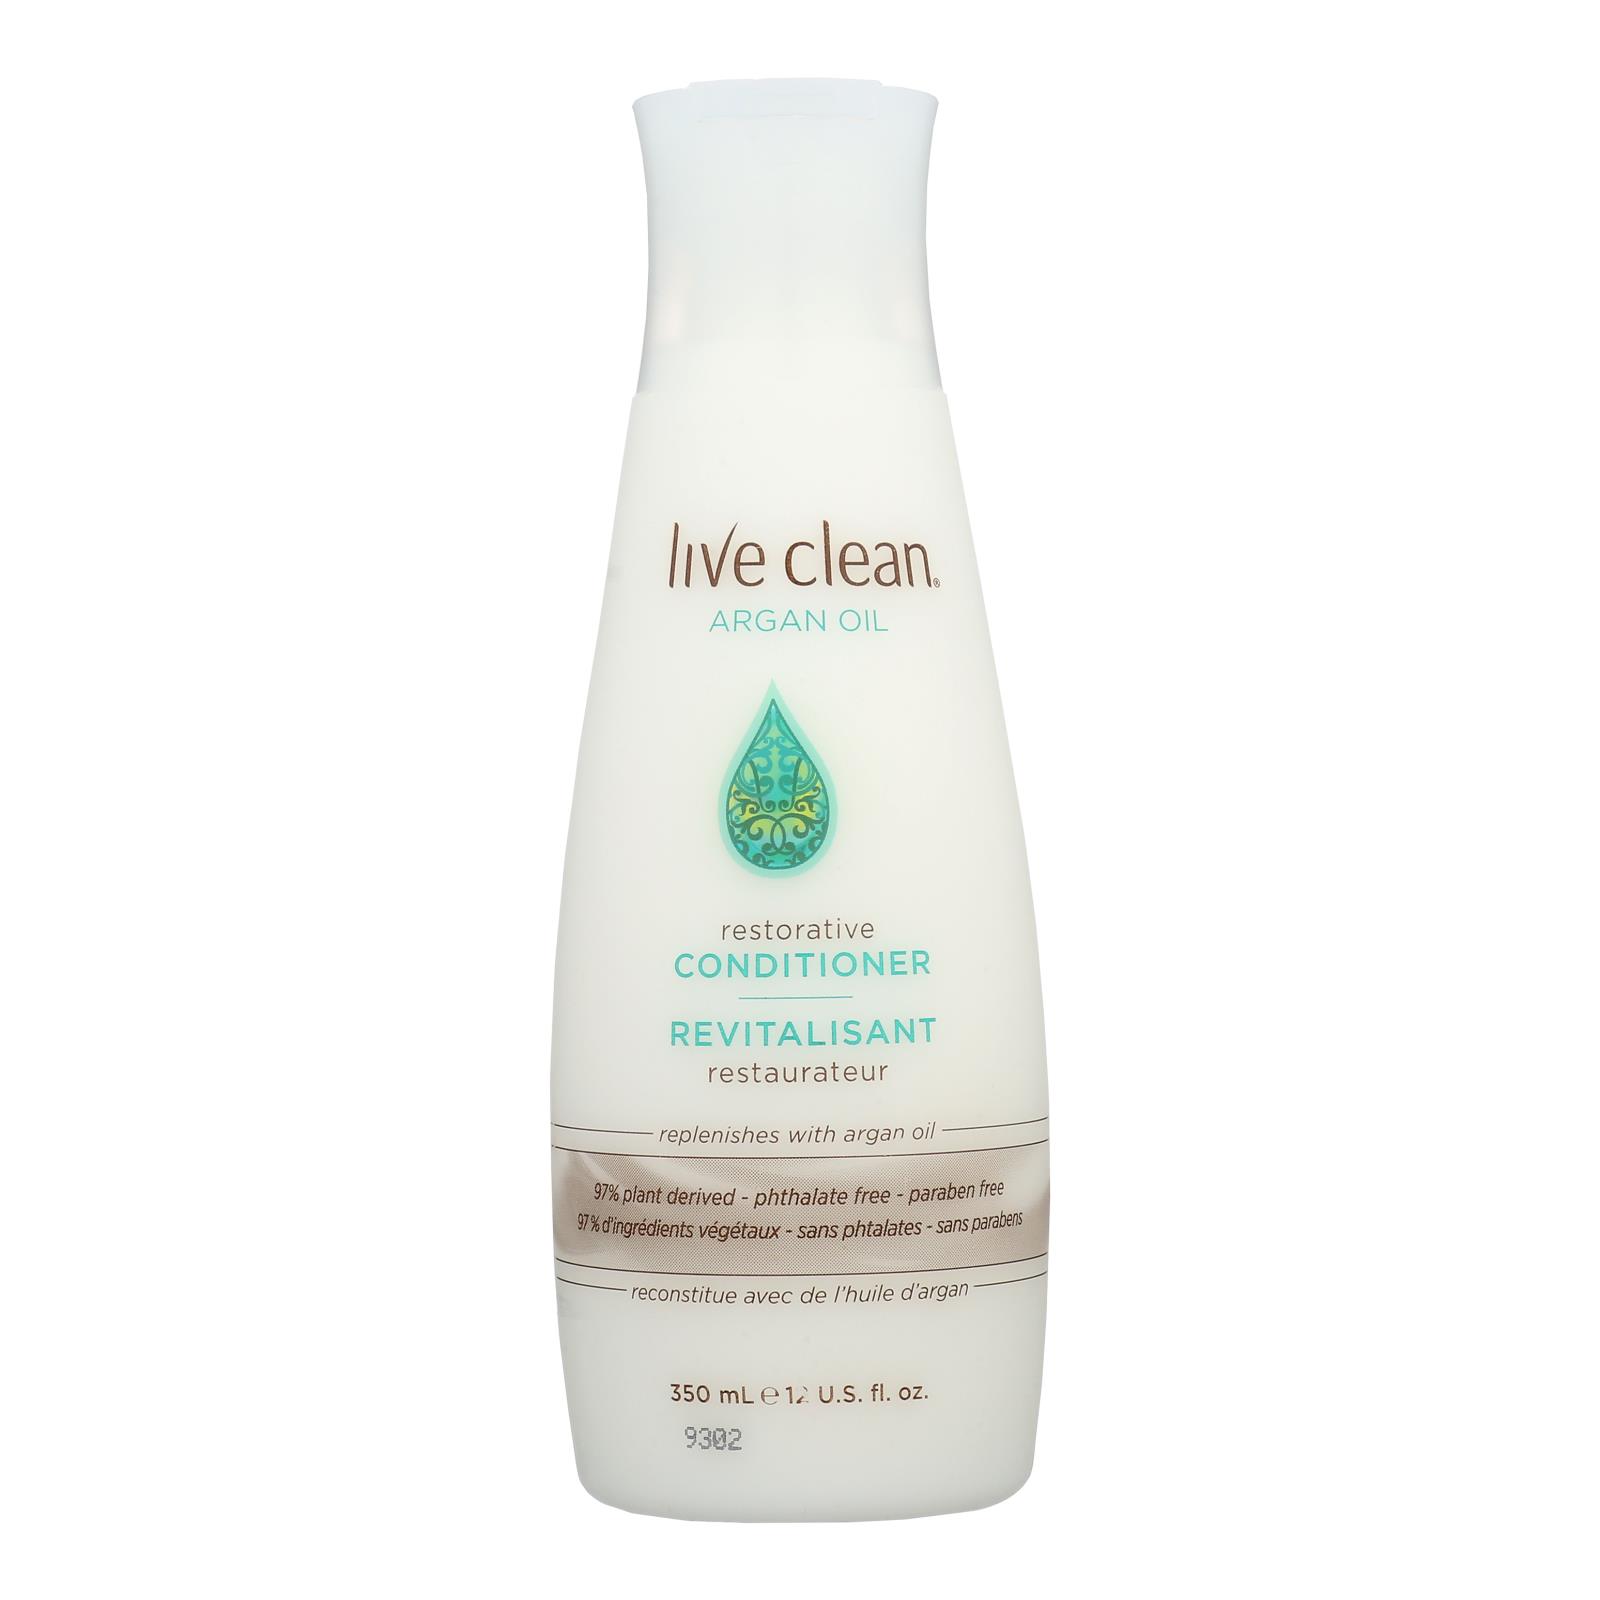 live clean®
ARGAN OIL
restorative
CONDITIONER
REVITALISANT
restaurateur
replenishes with argan oil
97% plant derived - phthalate free - paraben free
97 % d'ingrédients végétaux - sans phtalates - sans parabens
reconstitue avec de l'huile d'argan
350 mL ℮ 12 U.S. fl. oz.
9302